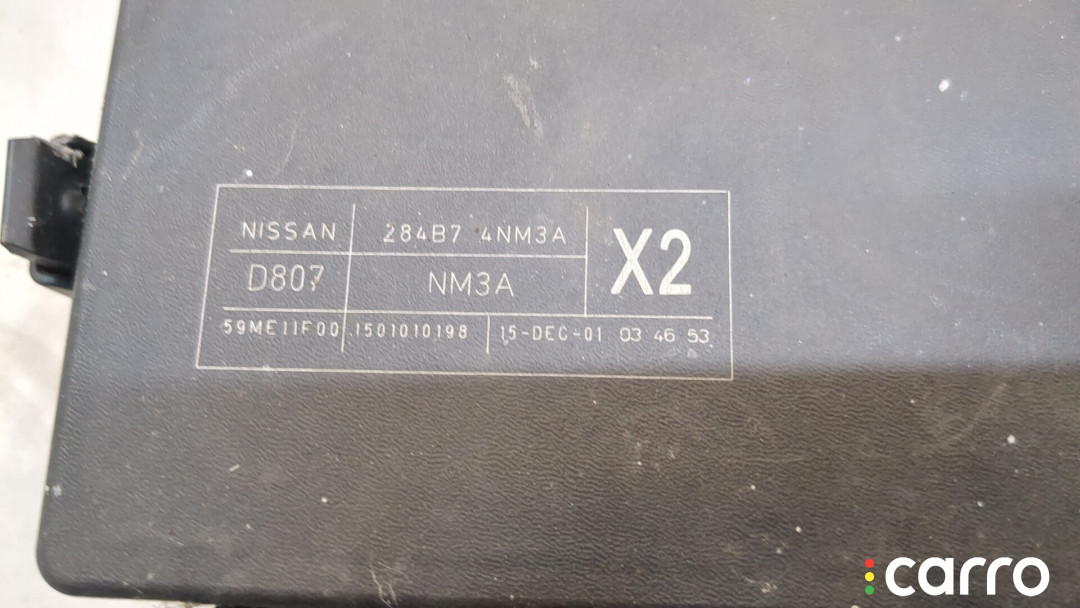 NISSAN 284B7 4NM3A X2
D807 NM3A
59ME11F00 1501010198 15-DEC-01 03 46 53
carro